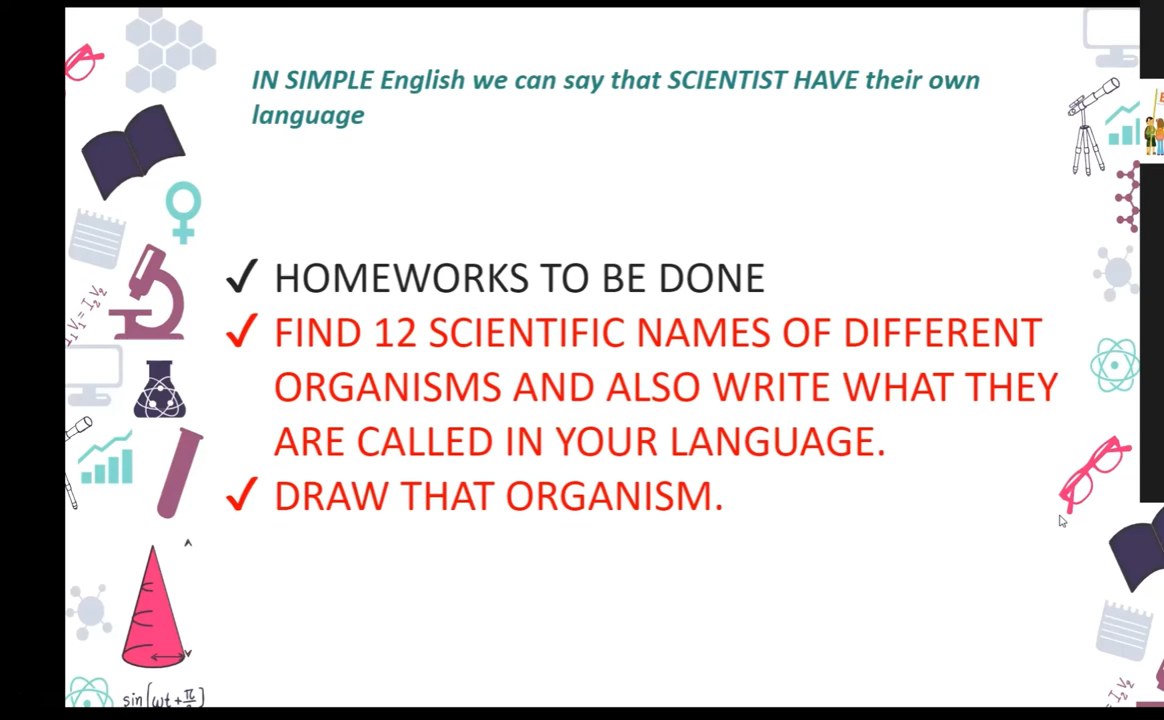 IN SIMPLE English we can say that SCIENTIST HAVE their own
language
✓ HOMEWORKS TO BE DONE
✓ FIND 12 SCIENTIFIC NAMES OF DIFFERENT
ORGANISMS AND ALSO WRITE WHAT THEY
ARE CALLED IN YOUR LANGUAGE.
✓ DRAW THAT ORGANISM.